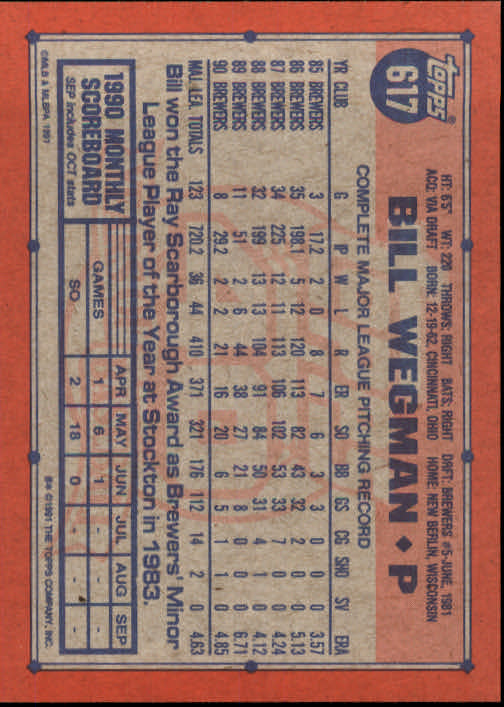 topps
617
HT: 6'5" WT: 220 THROWS: RIGHT BATS: RIGHT DRAFT: BREWERS #5-JUNE, 1981
ACQ: VIA DRAFT BORN: 12-19-62, CINCINNATI, OHIO HOME: NEW BERLIN, WISCONSIN
BILL WEGMAN ♦ P
COMPLETE MAJOR LEAGUE PITCHING RECORD
YR CLUB G IP W L R ER SO BB GS CG SHO SV ERA
85 BREWERS 3 17.2 2 0 8 7 6 3 3 0 0 0 3.57
86 BREWERS 35 198.1 5 12 120 113 82 43 32 2 0 0 5.13
87 BREWERS 34 225 12 11 113 106 102 53 33 7 0 0 4.24
88 BREWERS 32 199 13 13 104 91 84 50 31 4 1 0 4.12
89 BREWERS 11 51 2 6 44 38 27 21 8 0 0 0 6.71
90 BREWERS 8 29.2 2 2 21 16 20 6 5 1 1 0 4.85
MAJ. LEA. TOTALS 123 720.2 36 44 410 371 321 176 112 14 2 0 4.63
Bill won the Ray Scarborough Award as Brewers' Minor
League Player of the Year at Stockton in 1983.
1990 MONTHLY
SCOREBOARD
SEP includes OCT stats
APR MAY JUN JUL AUG SEP
GAMES 1 6 1 - - -
SO 2 18 0 - - -
©MLB & MLBPA 1991
B* ©1991 THE TOPPS COMPANY, INC.